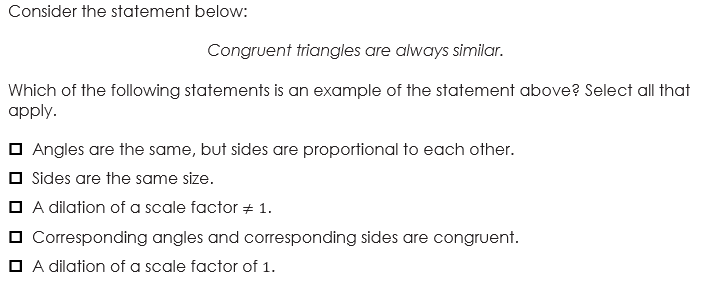 Consider the statement below:
Congruent triangles are always similar.
Which of the following statements is an example of the statement above? Select all that
apply.
Angles are the same, but sides are proportional to each other.
Sides are the same size.
A dilation of a scale factor ≠ 1.
Corresponding angles and corresponding sides are congruent.
A dilation of a scale factor of 1.